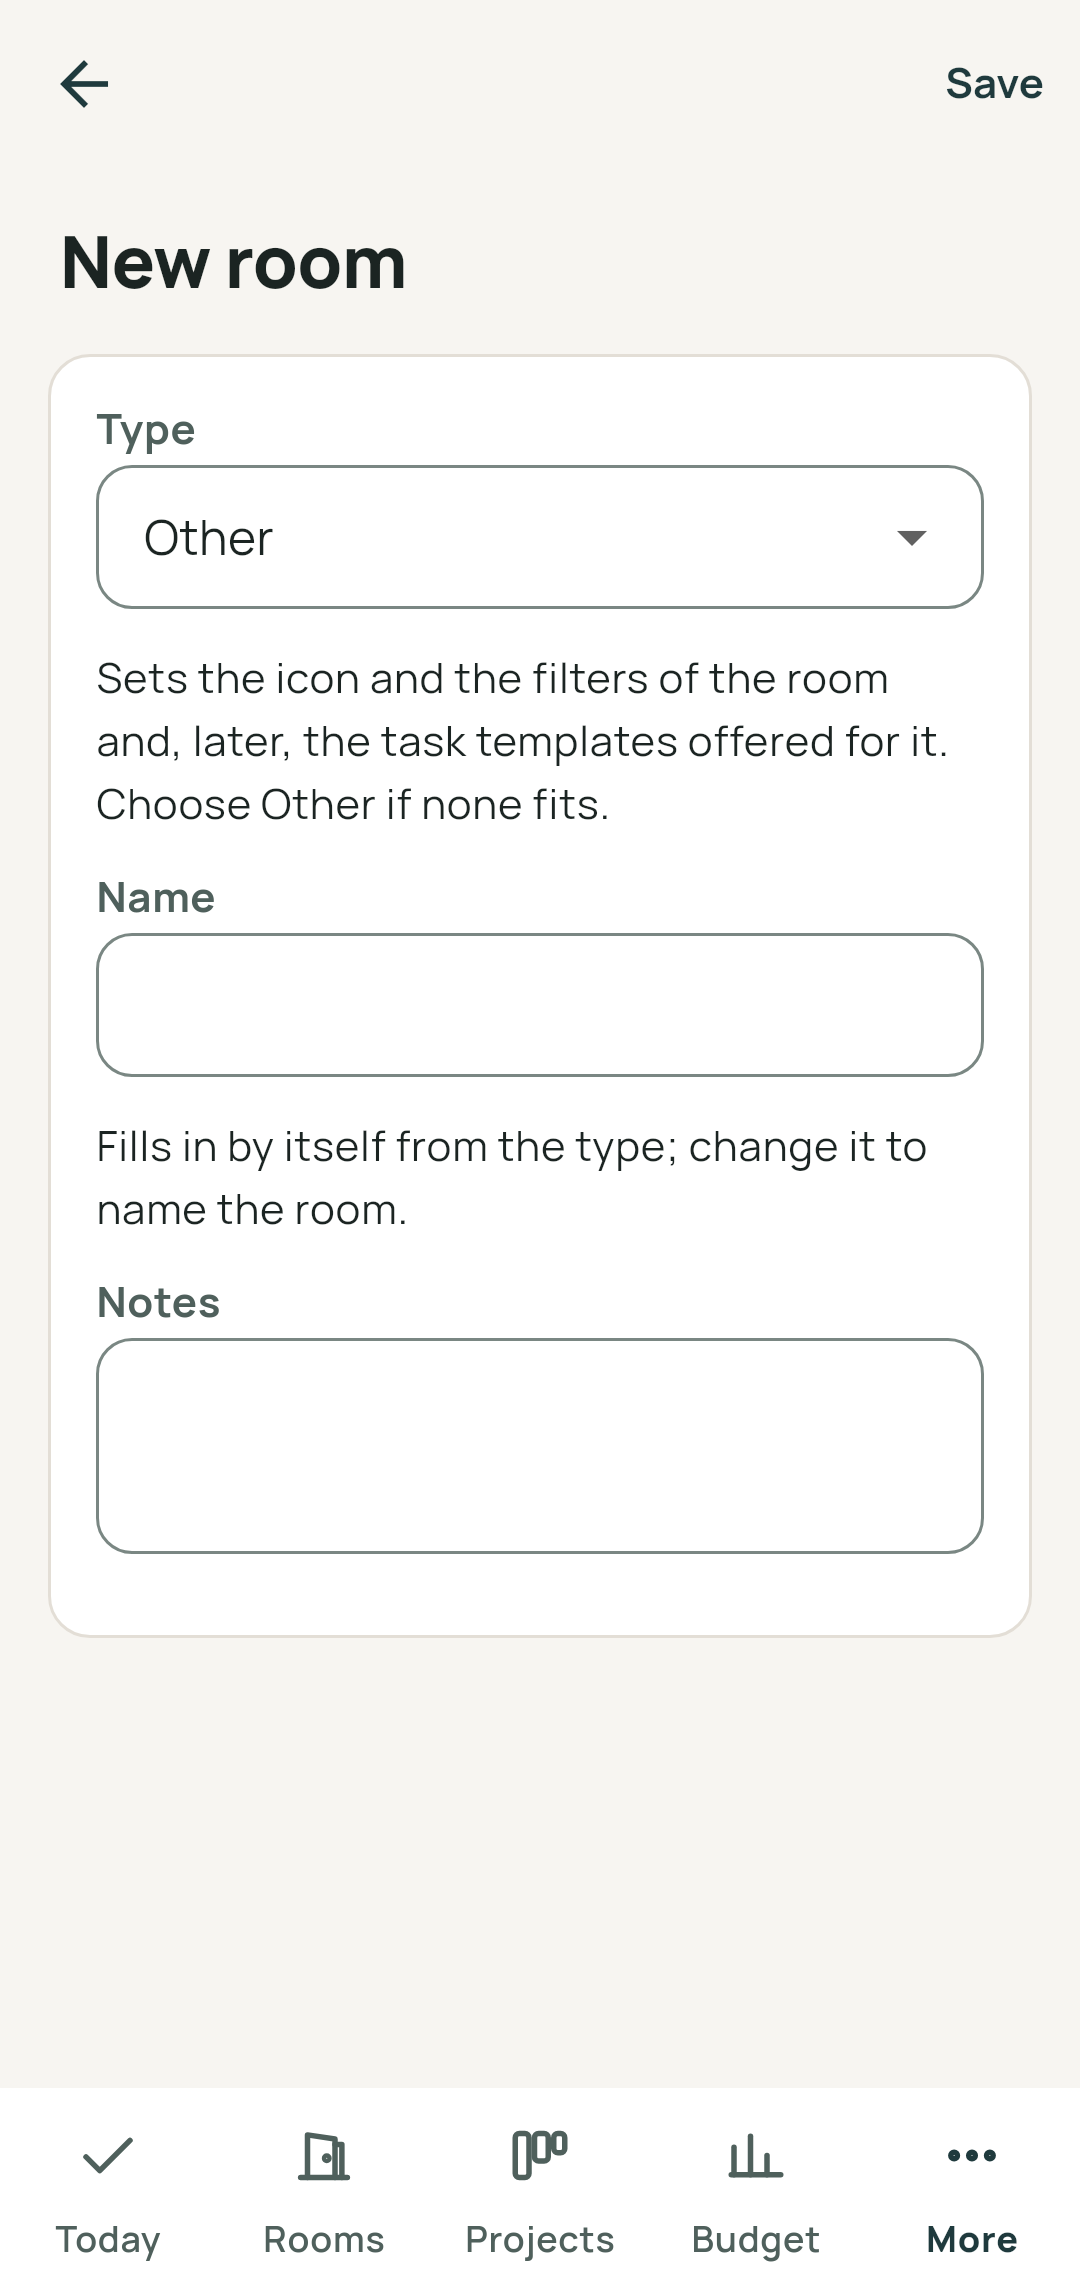 Save
New room
Type
Other
Sets the icon and the filters of the room
and, later, the task templates offered for it.
Choose Other if none fits.
Name
Fills in by itself from the type; change it to
name the room.
Notes
Today
Rooms
Projects
Budget
More